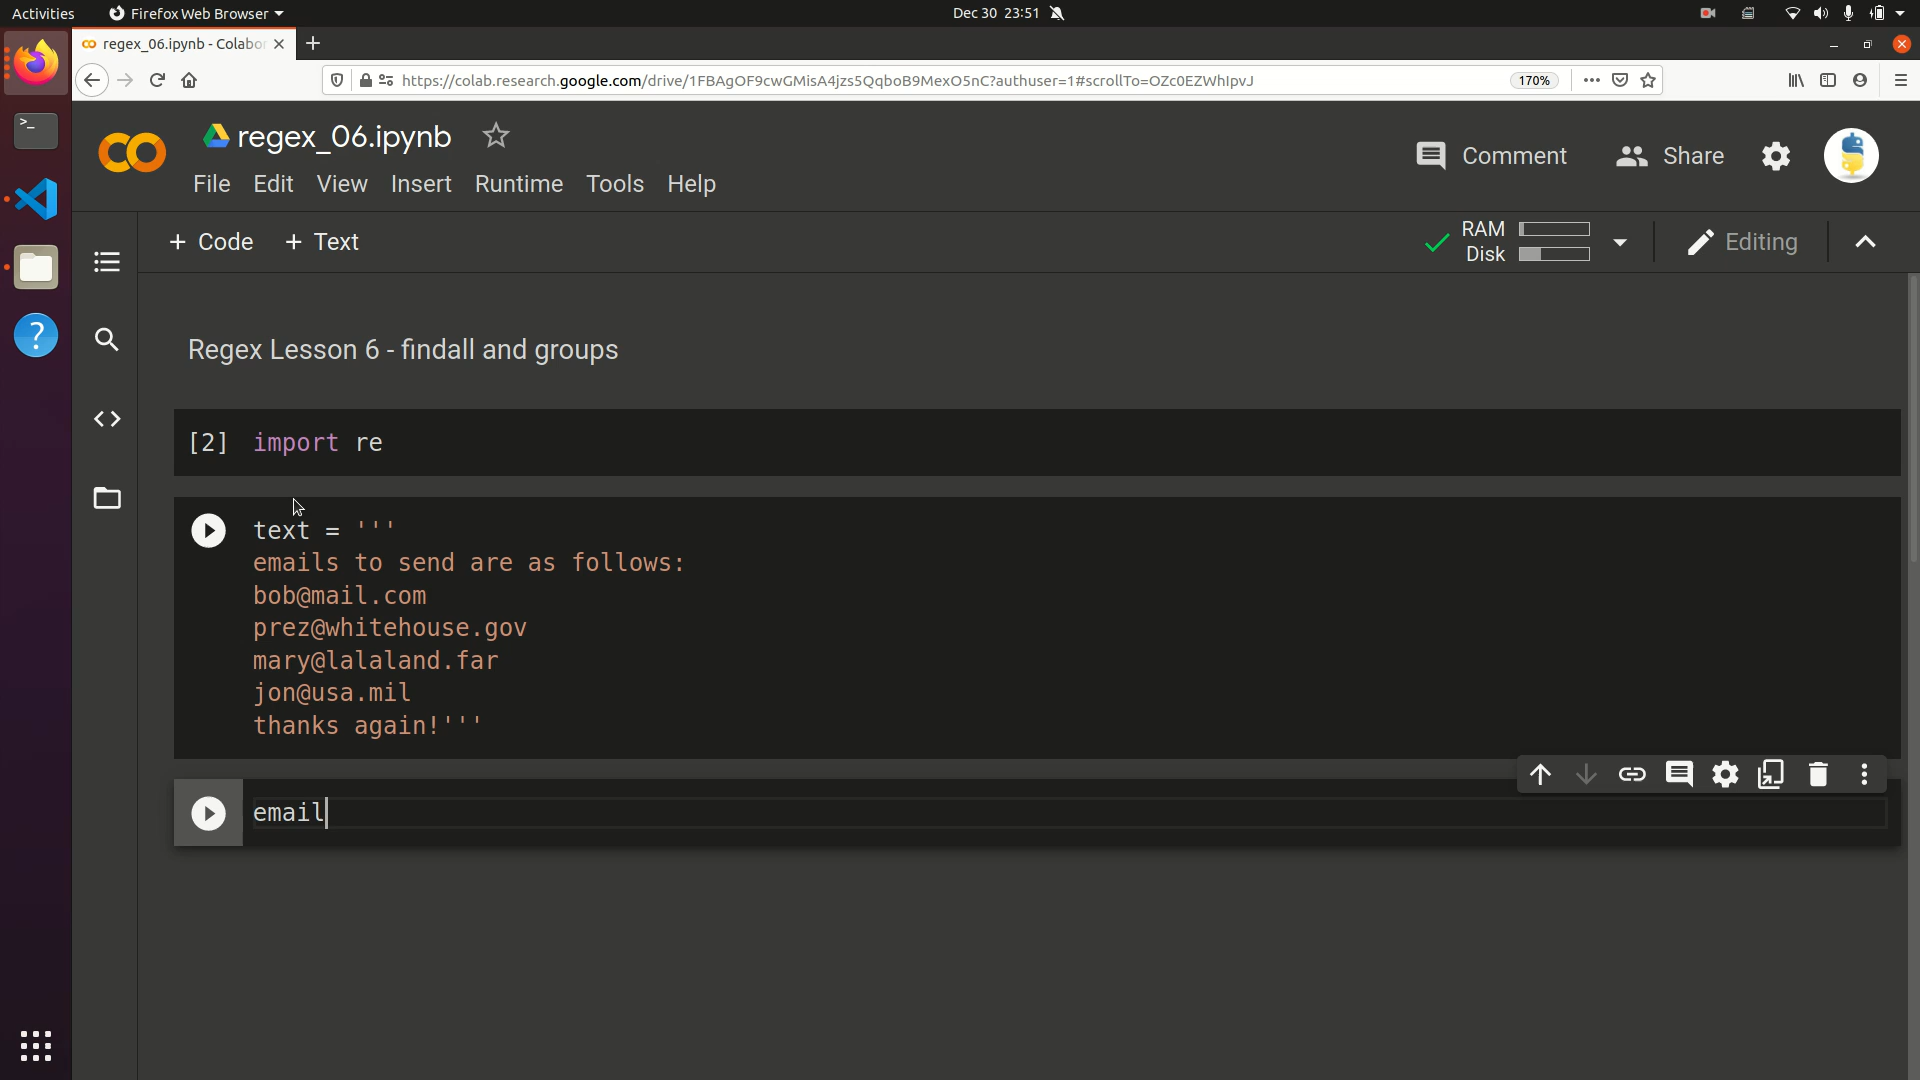 Activities
Firefox Web Browser
Dec 30 23:51
regex_06.ipynb - Colabor
https://colab.research.google.com/drive/1FBAgOF9cwGMisA4jzs5QqboB9MexO5nC?authuser=1#scrollTo=OZc0EZWhIpvJ
170%
regex_06.ipynb
Comment
Share
File Edit View Insert Runtime Tools Help
+ Code + Text
RAM
Disk
Editing
Regex Lesson 6 - findall and groups
[2] import re
text = '''
emails to send are as follows:
bob@mail.com
prez@whitehouse.gov
mary@lalaland.far
jon@usa.mil
thanks again!'''
email